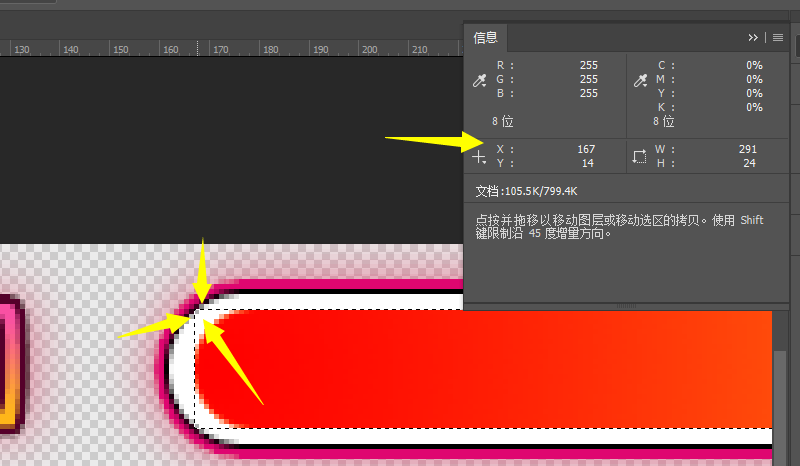 130 140 150 160 170 180 190 200 210
信息
R : 255 C : 0%
G : 255 M : 0%
B : 255 Y : 0%
K : 0%
8 位 8 位
X : 167 W : 291
Y : 14 H : 24
文档:105.5K/799.4K
点按并拖移以移动图层或移动选区的拷贝。使用 Shift
键限制沿 45 度增量方向。